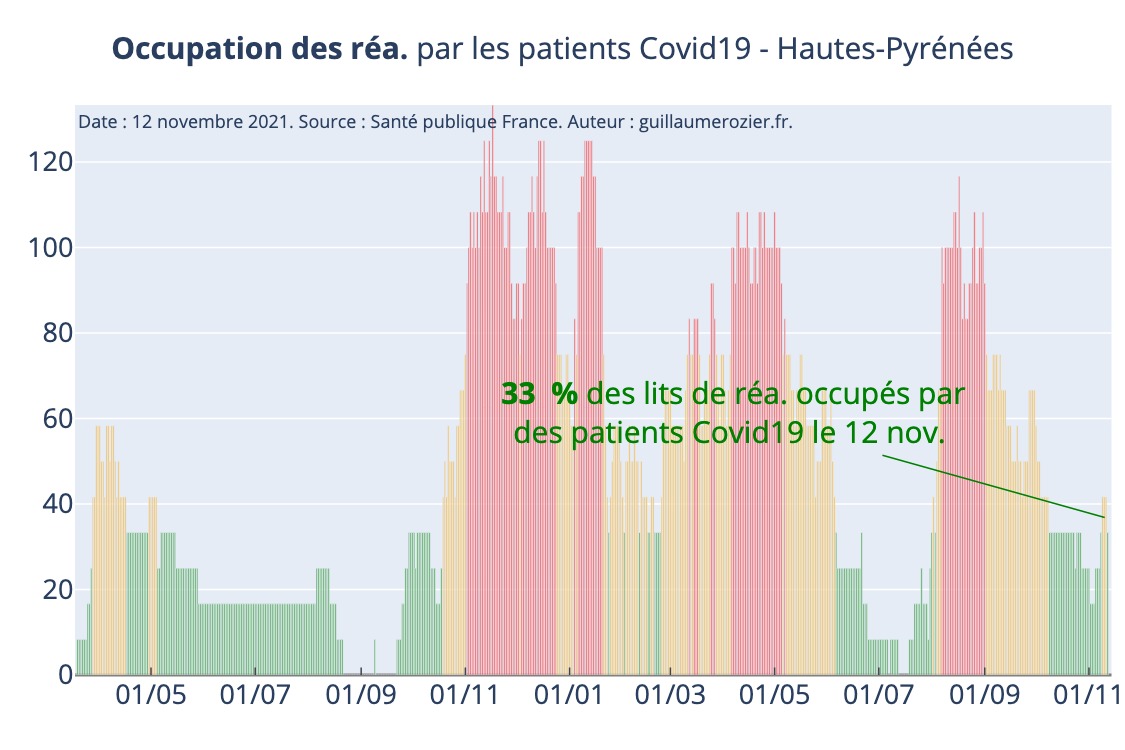 Occupation des réa. par les patients Covid19 - Hautes-Pyrénées
Date : 12 novembre 2021. Source : Santé publique France. Auteur : guillaumerozier.fr.
120
100
80
60
40
20
0
33 % des lits de réa. occupés par
des patients Covid19 le 12 nov.
01/05 01/07 01/09 01/11 01/01 01/03 01/05 01/07 01/09 01/11